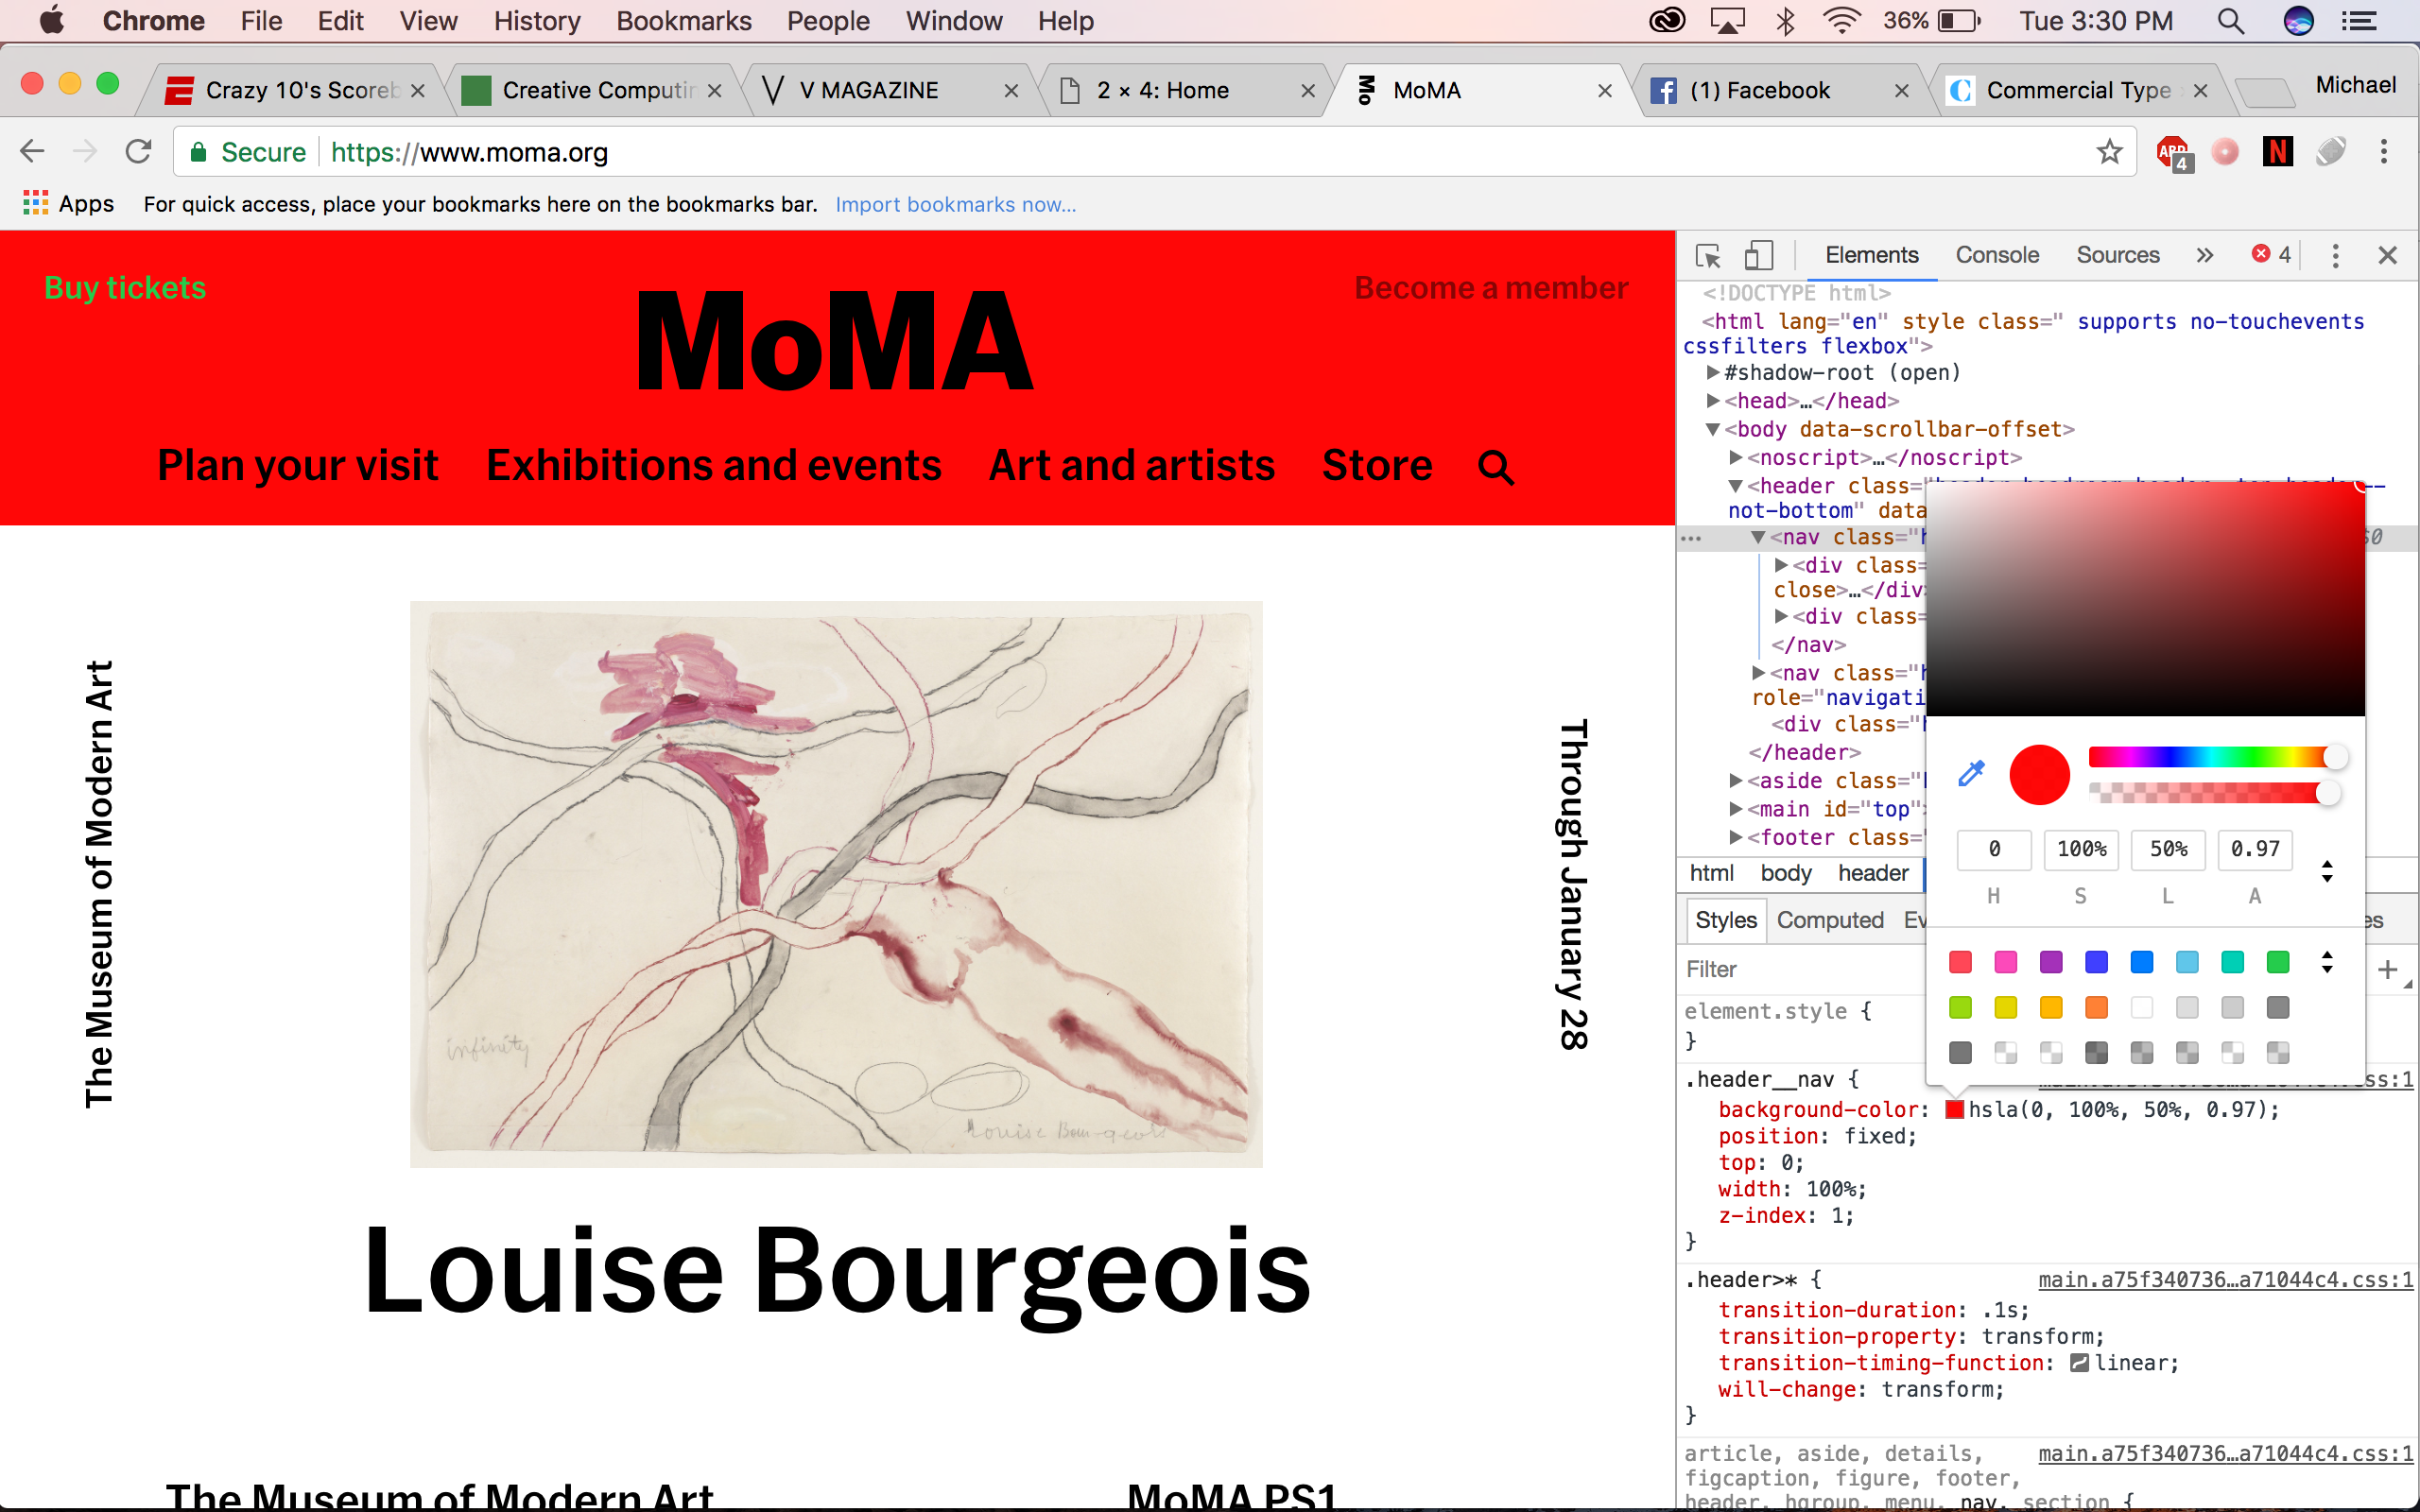 Chrome File Edit View History Bookmarks People Window Help 36% Tue 3:30 PM
Crazy 10's Scoreb Creative Computin V MAGAZINE 2 × 4: Home MoMA (1) Facebook Commercial Type Michael
Secure https://www.moma.org ABP 4 N
Apps For quick access, place your bookmarks here on the bookmarks bar. Import bookmarks now...
Buy tickets
MoMA
Become a member
Plan your visit Exhibitions and events Art and artists Store
The Museum of Modern Art
infinity
Louise Bourgeois
Through January 28
Louise Bourgeois
The Museum of Modern Art MoMA PS1
Elements Console Sources » 4
<!DOCTYPE html>
<html lang="en" style class=" supports no-touchevents
cssfilters flexbox">
▶#shadow-root (open)
▶<head>…</head>
▼<body data-scrollbar-offset>
▶<noscript>…</noscript>
▼<header class="
not-bottom" data
… ▼<nav class="h $0
▶<div class=
close>…</div>
▶<div class=
</nav>
▶<nav class="h
role="navigati
<div class="h
</header>
▶<aside class="
▶<main id="top">
▶<footer class="
html body header
0 100% 50% 0.97
H S L A
Styles Computed Ev es
Filter
element.style {
}
.header__nav { ss:1
background-color: hsla(0, 100%, 50%, 0.97);
position: fixed;
top: 0;
width: 100%;
z-index: 1;
}
.header>* { main.a75f340736…a71044c4.css:1
transition-duration: .1s;
transition-property: transform;
transition-timing-function: linear;
will-change: transform;
}
article, aside, details, main.a75f340736…a71044c4.css:1
figcaption, figure, footer,
header, hgroup, menu, nav, section {